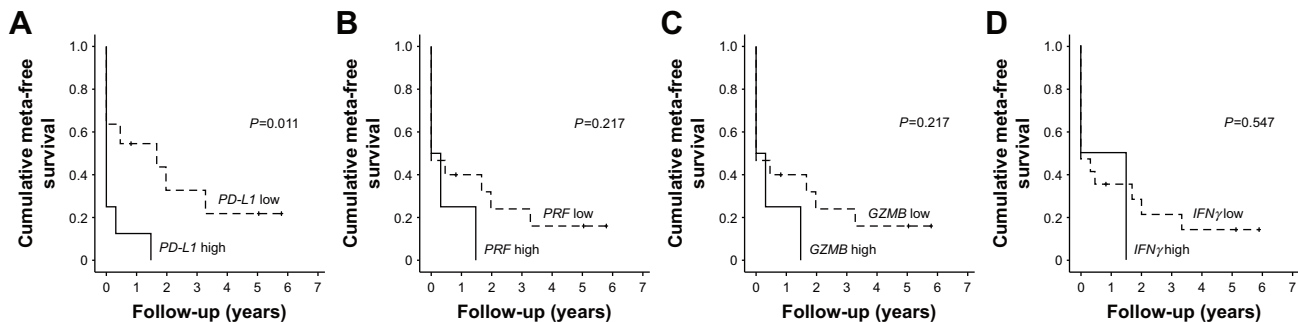 A
Cumulative meta-free
survival
1.0
0.8
0.6
0.4
0.2
0
P=0.011
PD-L1 low
PD-L1 high
0 1 2 3 4 5 6 7
Follow-up (years)
B
Cumulative meta-free
survival
1.0
0.8
0.6
0.4
0.2
0
P=0.217
PRF low
PRF high
0 1 2 3 4 5 6 7
Follow-up (years)
C
Cumulative meta-free
survival
1.0
0.8
0.6
0.4
0.2
0
P=0.217
GZMB low
GZMB high
0 1 2 3 4 5 6 7
Follow-up (years)
D
Cumulative meta-free
survival
1.0
0.8
0.6
0.4
0.2
0
P=0.547
IFNγ low
IFNγ high
0 1 2 3 4 5 6 7
Follow-up (years)